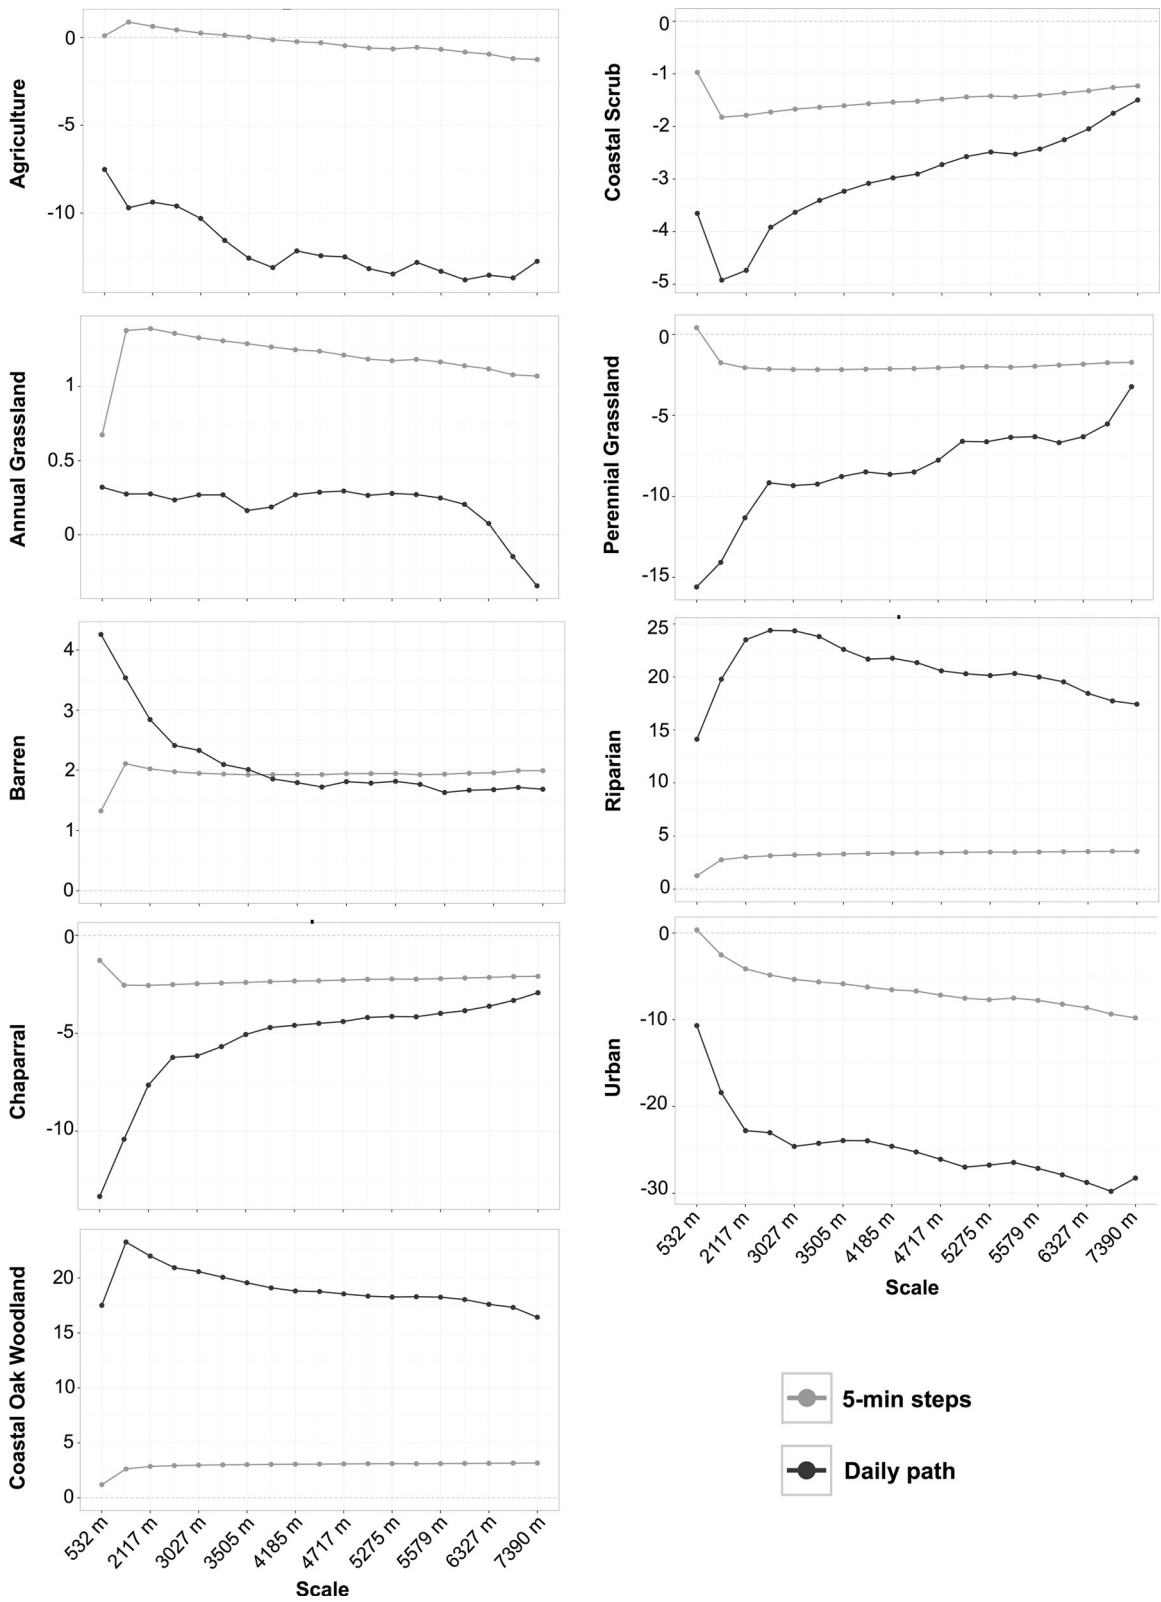 Agriculture
0
-5
-10
Coastal Scrub
0
-1
-2
-3
-4
-5
Annual Grassland
1
0.5
0
Perennial Grassland
0
-5
-10
-15
Barren
4
3
2
1
0
Riparian
25
20
15
10
5
0
Chaparral
0
-5
-10
Urban
0
-10
-20
-30
532 m
2117 m
3027 m
3505 m
4185 m
4717 m
5275 m
5579 m
6327 m
7390 m
Scale
Coastal Oak Woodland
20
15
10
5
0
532 m
2117 m
3027 m
3505 m
4185 m
4717 m
5275 m
5579 m
6327 m
7390 m
Scale
5-min steps
Daily path